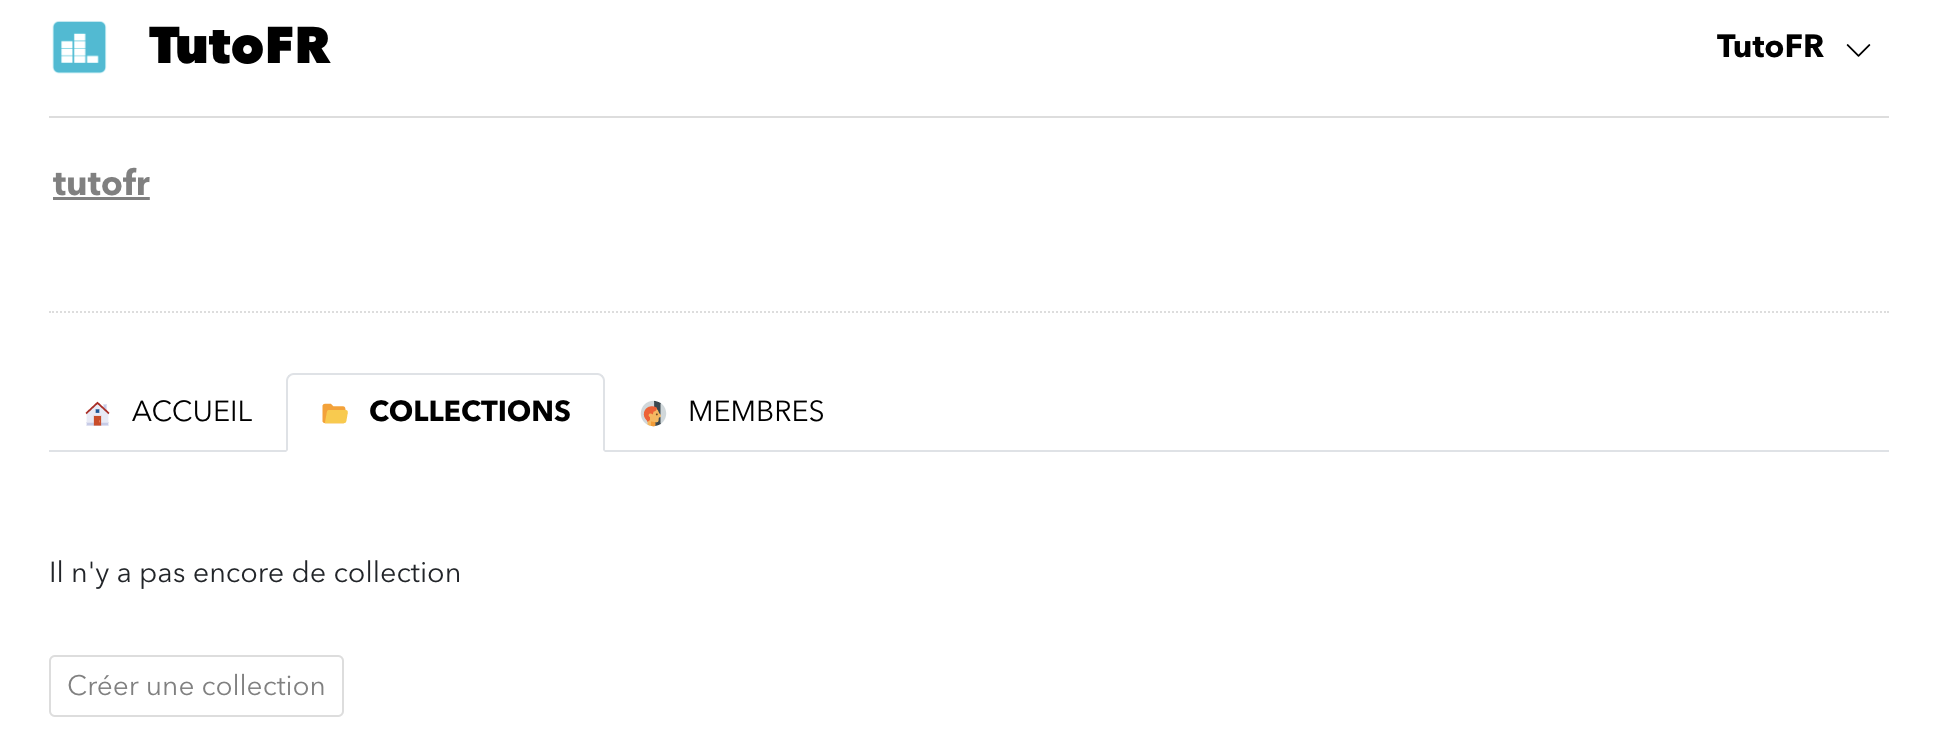 TutoFR
TutoFR
tutofr
ACCUEIL
COLLECTIONS
MEMBRES
Il n'y a pas encore de collection
Créer une collection